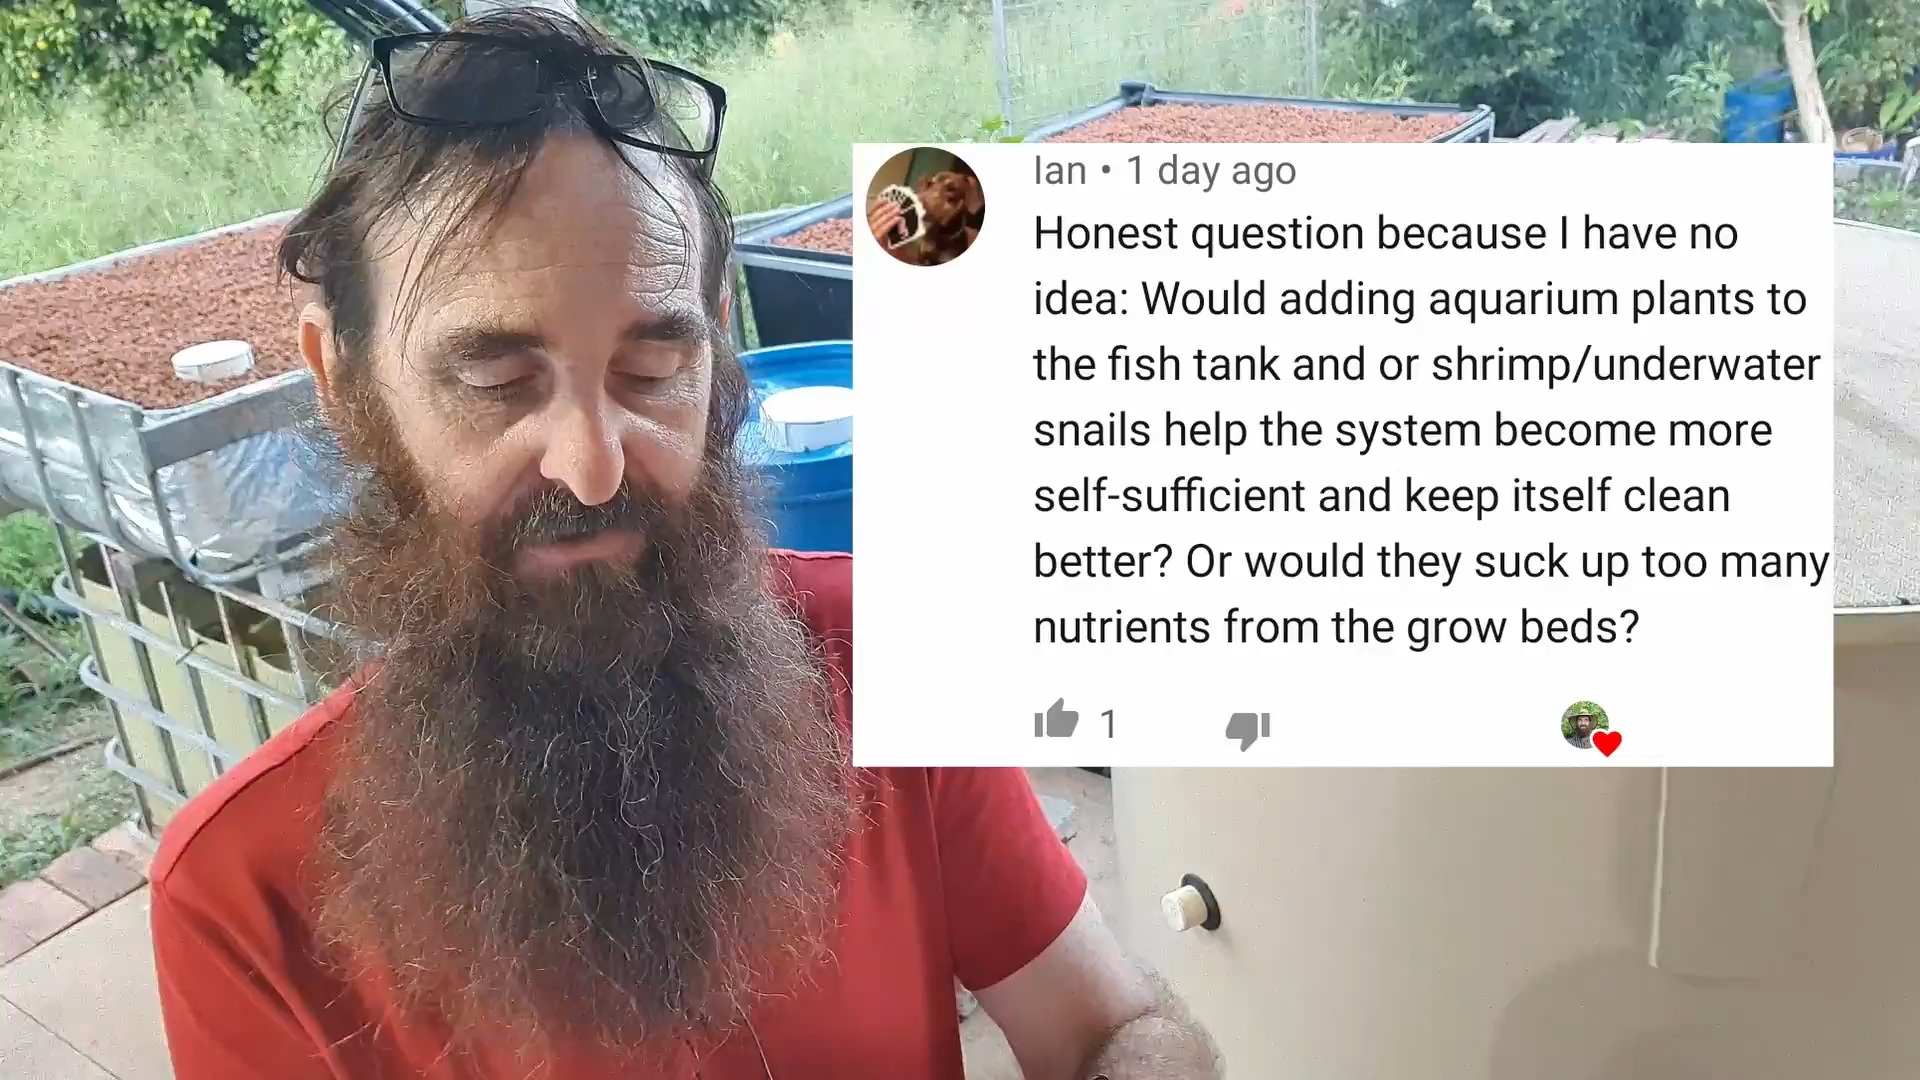 Ian • 1 day ago
Honest question because I have no
idea: Would adding aquarium plants to
the fish tank and or shrimp/underwater
snails help the system become more
self-sufficient and keep itself clean
better? Or would they suck up too many
nutrients from the grow beds?
1